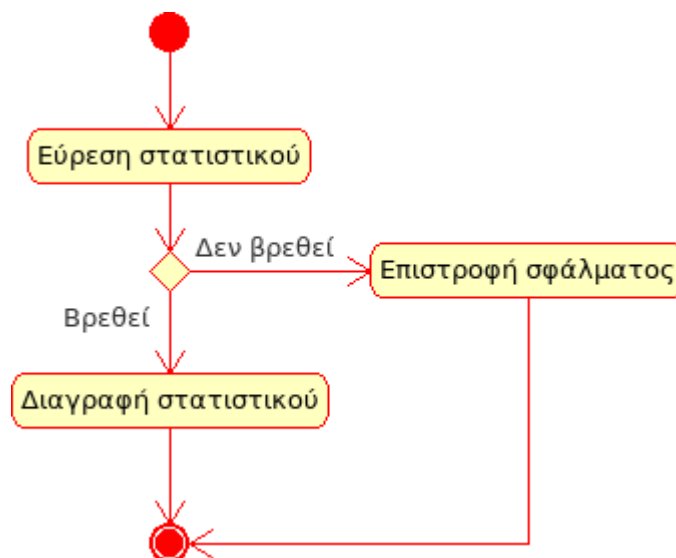 Εύρεση στατιστικού
Δεν βρεθεί
Επιστροφή σφάλματος
Βρεθεί
Διαγραφή στατιστικού